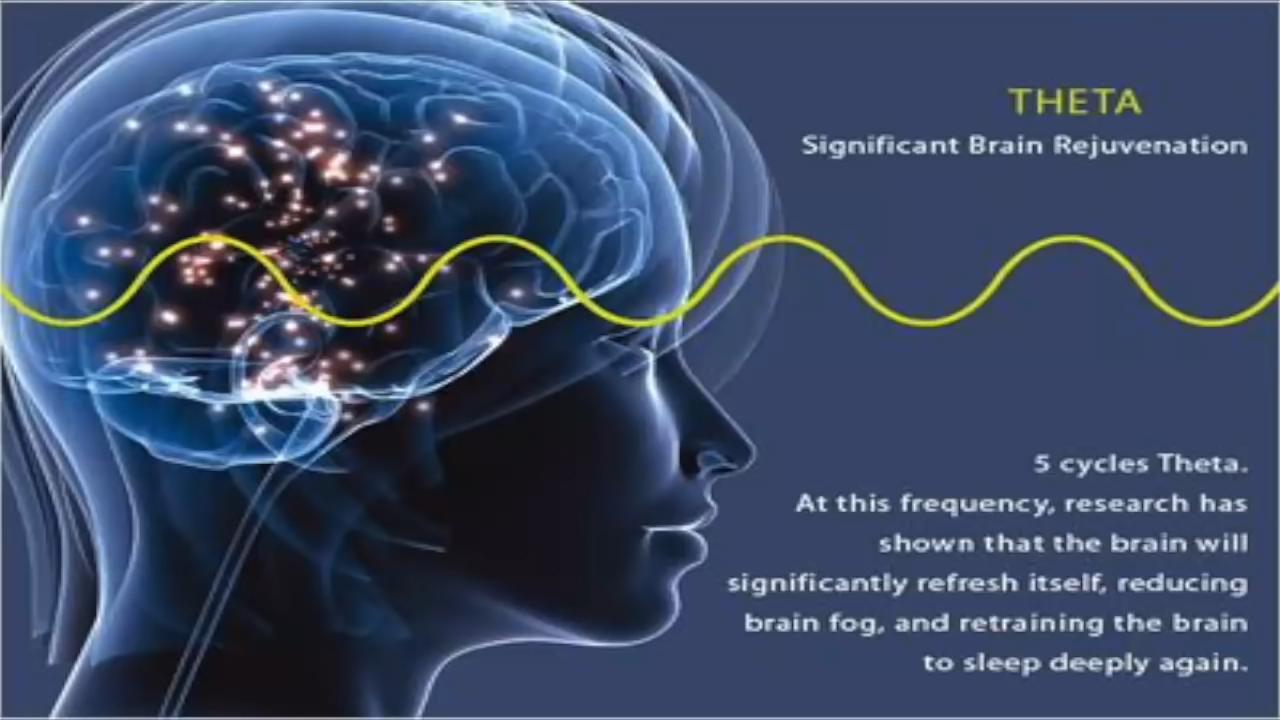 THETA
Significant Brain Rejuvenation
5 cycles Theta.
At this frequency, research has
shown that the brain will
significantly refresh itself, reducing
brain fog, and retraining the brain
to sleep deeply again.